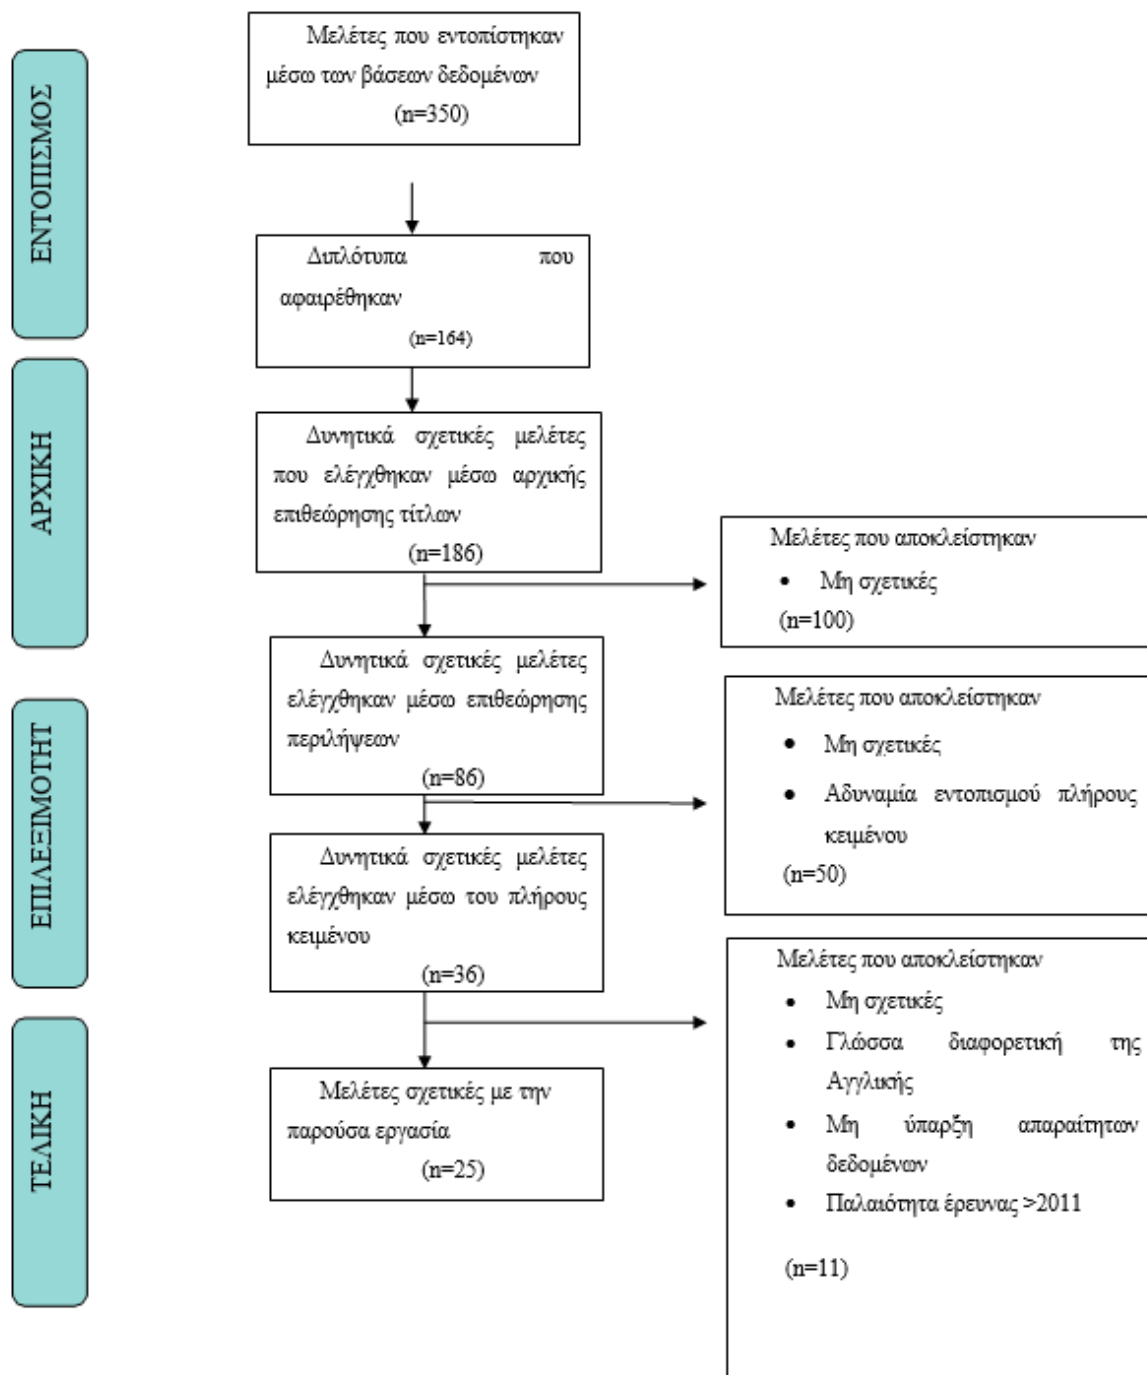 Μελέτες που εντοπίστηκαν
μέσω των βάσεων δεδομένων
(n=350)
ΕΝΤΟΠΙΣΜΟΣ
Διπλότυπα που
αφαιρέθηκαν
(n=164)
ΑΡΧΙΚΗ
Δυνητικά σχετικές μελέτες
που ελέγχθηκαν μέσω αρχικής
επιθεώρησης τίτλων
(n=186)
Μελέτες που αποκλείστηκαν
• Μη σχετικές
(n=100)
Δυνητικά σχετικές μελέτες
ελέγχθηκαν μέσω επιθεώρησης
περιλήψεων
(n=86)
Μελέτες που αποκλείστηκαν
• Μη σχετικές
• Αδυναμία εντοπισμού πλήρους
κειμένου
(n=50)
ΕΠΙΛΕΞΙΜΟΤΗΤ
Δυνητικά σχετικές μελέτες
ελέγχθηκαν μέσω του πλήρους
κειμένου
(n=36)
Μελέτες που αποκλείστηκαν
• Μη σχετικές
• Γλώσσα διαφορετική της
Αγγλικής
• Μη ύπαρξη απαραίτητων
δεδομένων
• Παλαιότητα έρευνας >2011
(n=11)
ΤΕΛΙΚΗ
Μελέτες σχετικές με την
παρούσα εργασία
(n=25)